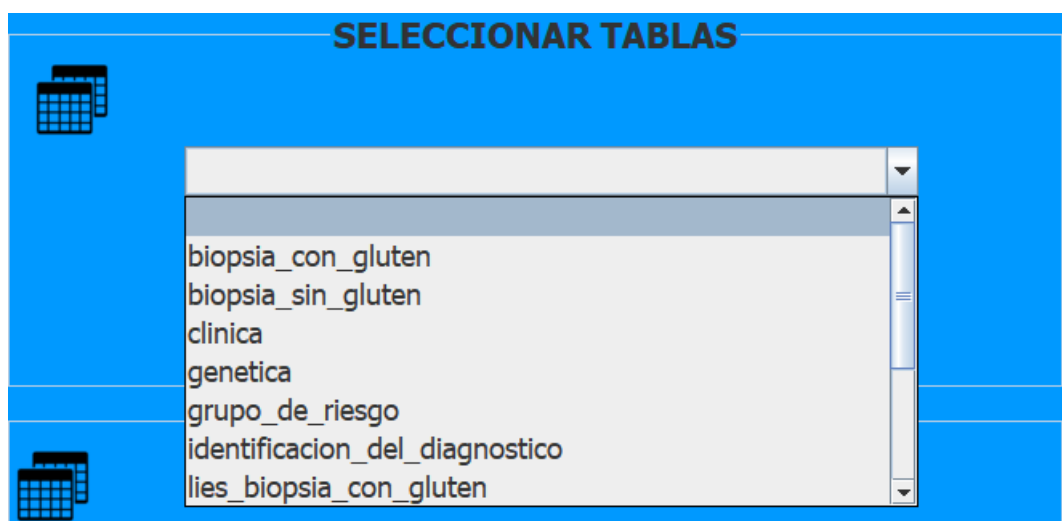 SELECCIONAR TABLAS
biopsia_con_gluten
biopsia_sin_gluten
clinica
genetica
grupo_de_riesgo
identificacion_del_diagnostico
lies_biopsia_con_gluten